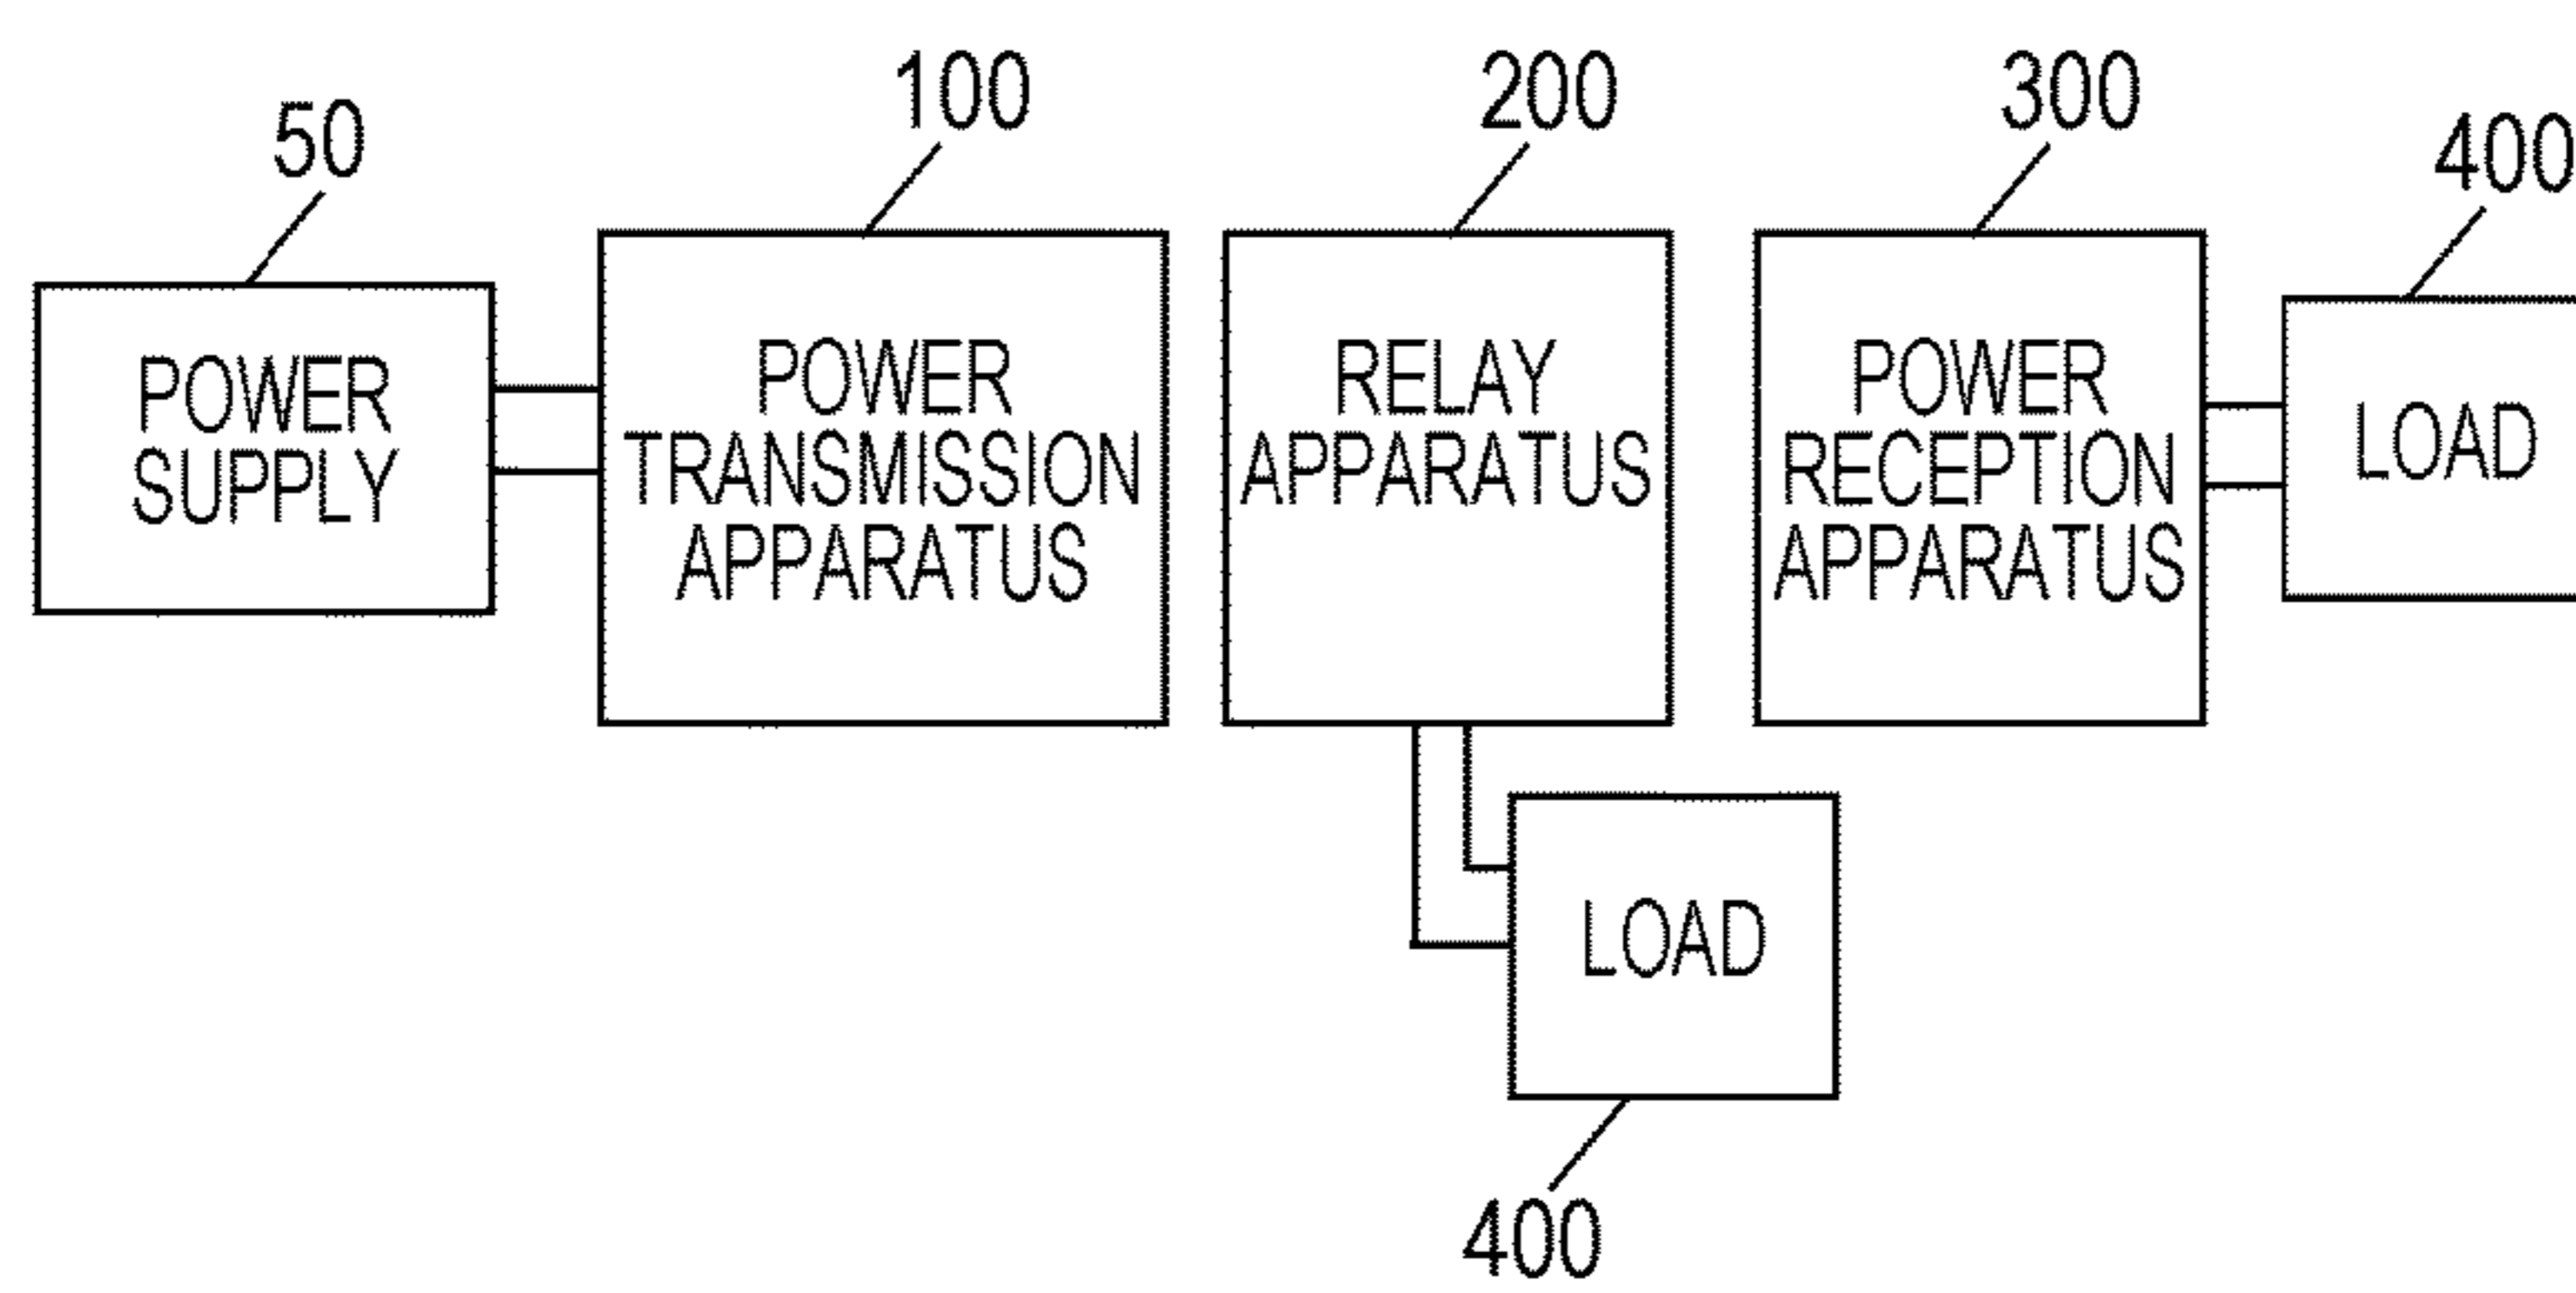 50
100
200
300
400
POWER
SUPPLY
POWER
TRANSMISSION
APPARATUS
RELAY
APPARATUS
POWER
RECEPTION
APPARATUS
LOAD
LOAD
400